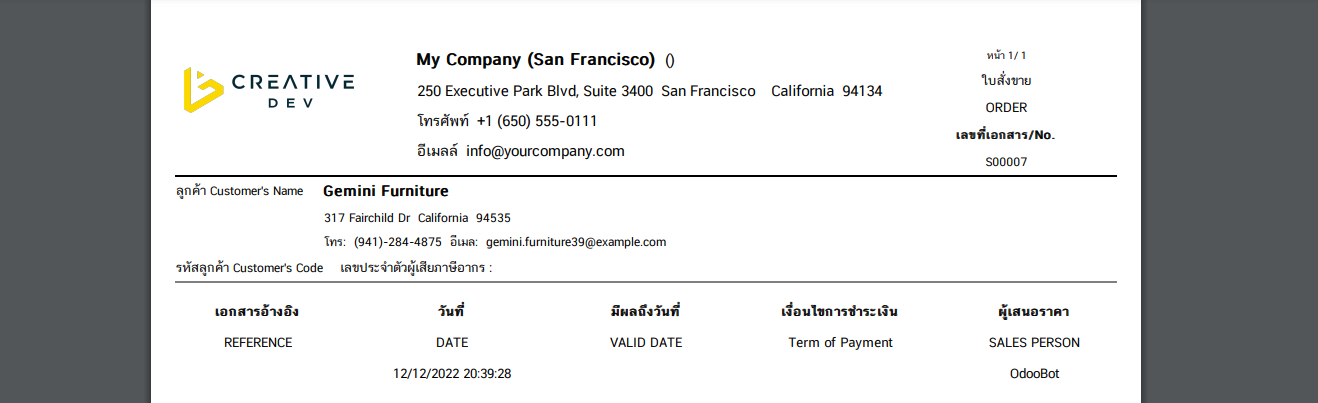 CREATIVE
DEV
My Company (San Francisco) ()
250 Executive Park Blvd, Suite 3400 San Francisco California 94134
โทรศัพท์ +1 (650) 555-0111
อีเมลล์ info@yourcompany.com
หน้า 1/ 1
ใบสั่งขาย
ORDER
เลขที่เอกสาร/No.
S00007
ลูกค้า Customer's Name Gemini Furniture
317 Fairchild Dr California 94535
โทร: (941)-284-4875 อีเมล: gemini.furniture39@example.com
รหัสลูกค้า Customer's Code เลขประจำตัวผู้เสียภาษีอากร :
เอกสารอ้างอิง วันที่ มีผลถึงวันที่ เงื่อนไขการชำระเงิน ผู้เสนอราคา
REFERENCE DATE VALID DATE Term of Payment SALES PERSON
12/12/2022 20:39:28 OdooBot